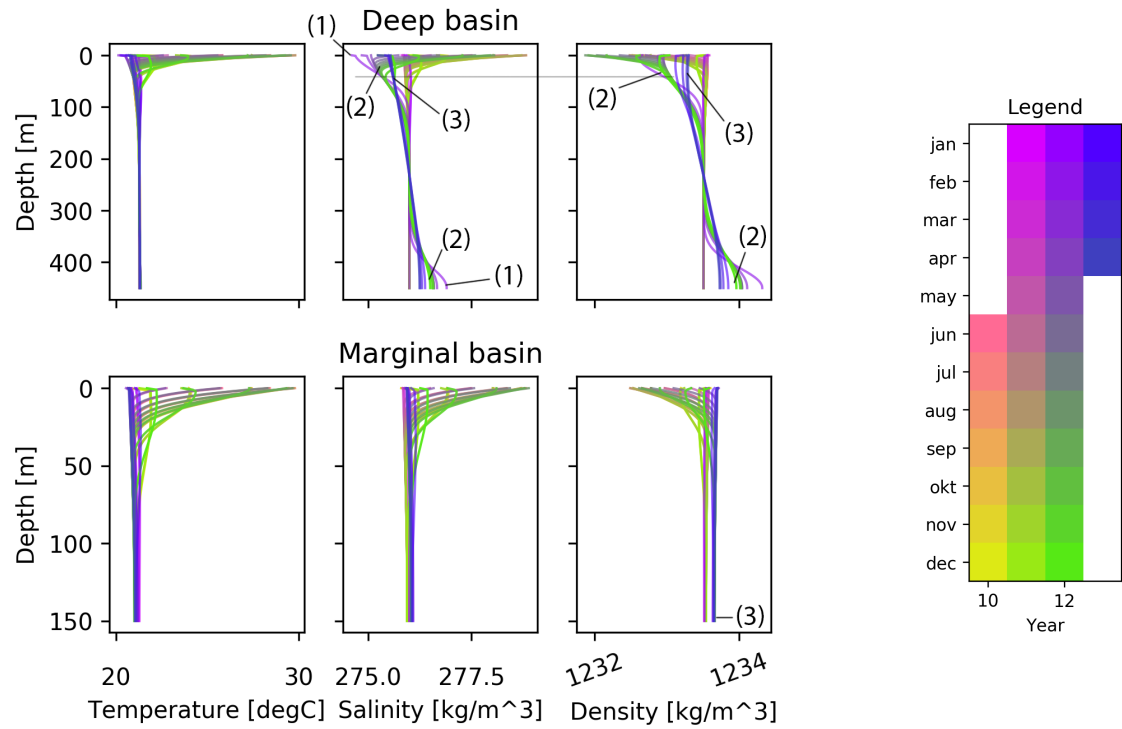 (1)
Deep basin
0
100
200
300
400
Depth [m]
(2)
(3)
(2)
(1)
(2)
(3)
(2)
Marginal basin
0
50
100
150
Depth [m]
(3)
20
30
275.0
277.5
1232
1234
Temperature [degC]
Salinity [kg/m^3]
Density [kg/m^3]
Legend
jan
feb
mar
apr
may
jun
jul
aug
sep
okt
nov
dec
10
12
Year